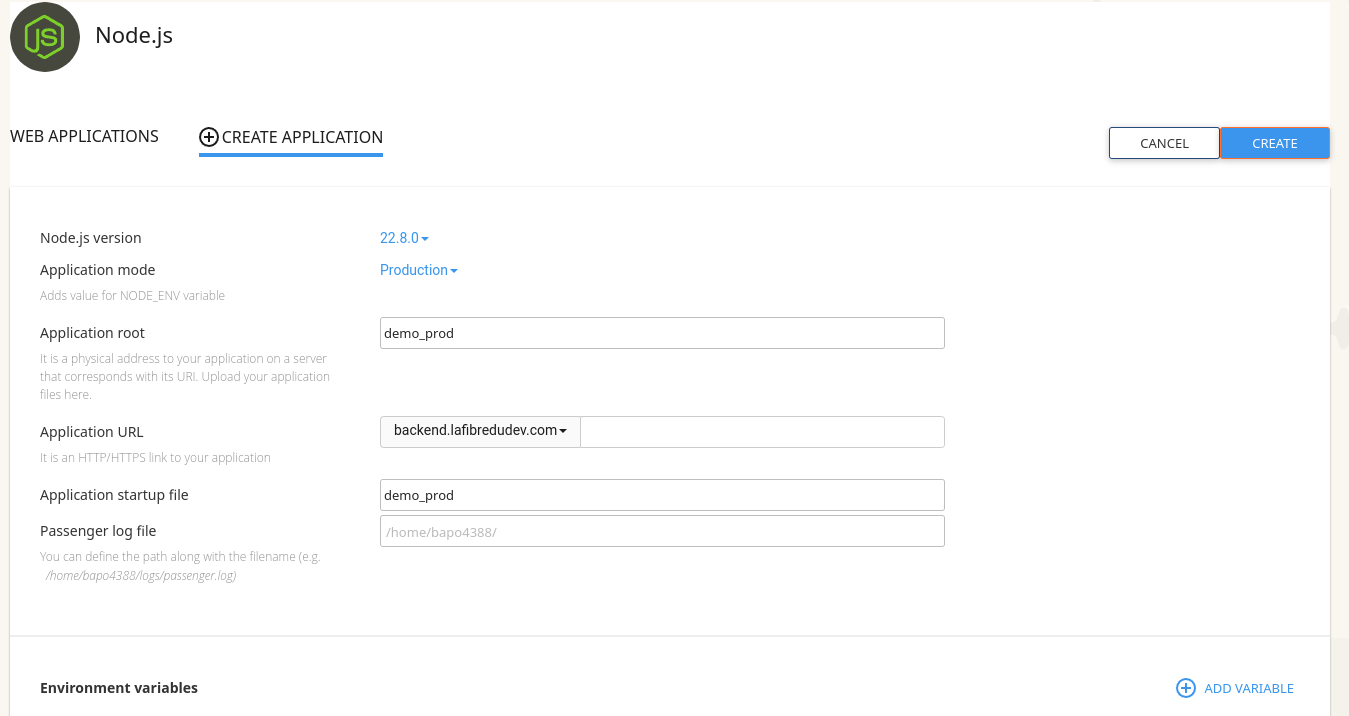 JS
Node.js
WEB APPLICATIONS
CREATE APPLICATION
CANCEL
CREATE
Node.js version
22.8.0
Application mode
Production
Adds value for NODE_ENV variable
Application root
demo_prod
It is a physical address to your application on a server
that corresponds with its URI. Upload your application
files here.
Application URL
backend.lafibredudev.com
It is an HTTP/HTTPS link to your application
Application startup file
demo_prod
Passenger log file
/home/bapo4388/
You can define the path along with the filename (e.g.
/home/bapo4388/logs/passenger.log)
Environment variables
ADD VARIABLE